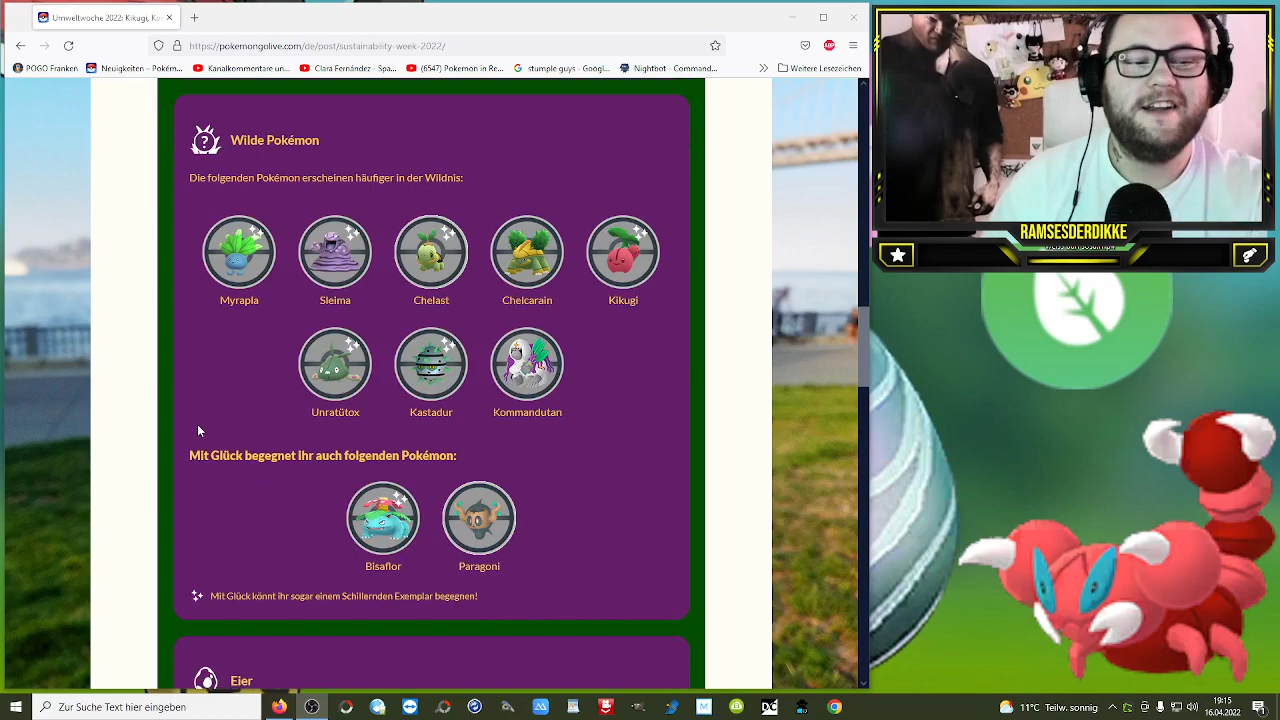 Umweltwoche 2022: Kikugi, Ko
https://pokemongolive.com/de/post/sustainability-week-2022/
POGO Franken
Neuigkeiten – Pokém...
Kanalkommentare un...
Clara Fernández - Spa...
(6547) Pokemon in Re...
stumple guys - Googl...
Nightbot - Command...
Weitere Lesezeichen
Wilde Pokémon
Die folgenden Pokémon erscheinen häufiger in der Wildnis:
Myrapla
Sleima
Chelast
Chelcarain
Kikugi
Unratütox
Kastadur
Kommandutan
Mit Glück begegnet ihr auch folgenden Pokémon:
Bisaflor
Paragoni
Mit Glück könnt ihr sogar einem Schillernden Exemplar begegnen!
Eier
RAMSESDERDIKKE
Zur Suche Text hier eingeben
11°C Teilw. sonnig
19:15
16.04.2022